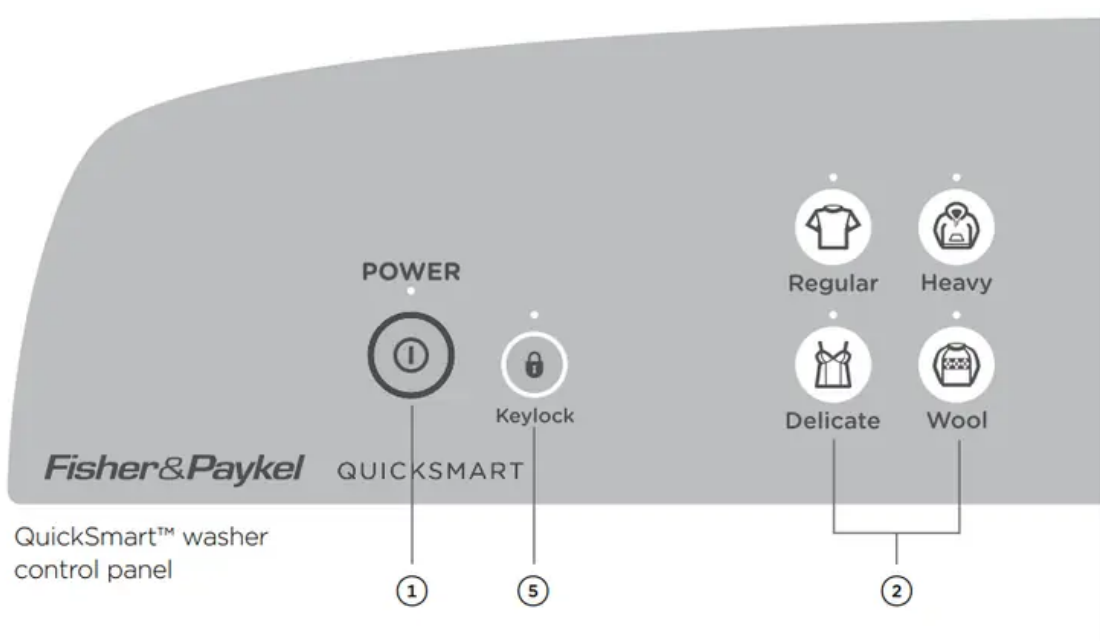 POWER
Keylock
Regular Heavy
Delicate Wool
Fisher&Paykel QUICKSMART
QuickSmart™ washer
control panel
1 5 2